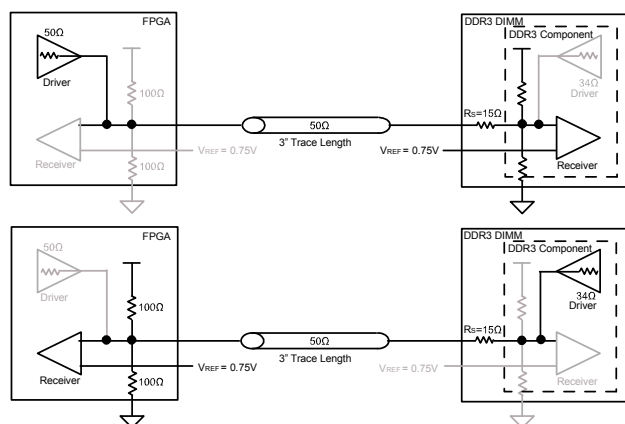 FPGA
DDR3 DIMM
50Ω
DDR3 Component
Driver
100Ω
34Ω
Driver
50Ω
RS=15Ω
3" Trace Length
Receiver
VREF = 0.75V
VREF = 0.75V
100Ω
Receiver
FPGA
DDR3 DIMM
50Ω
DDR3 Component
Driver
100Ω
34Ω
Driver
50Ω
RS=15Ω
3" Trace Length
Receiver
VREF = 0.75V
VREF = 0.75V
100Ω
Receiver